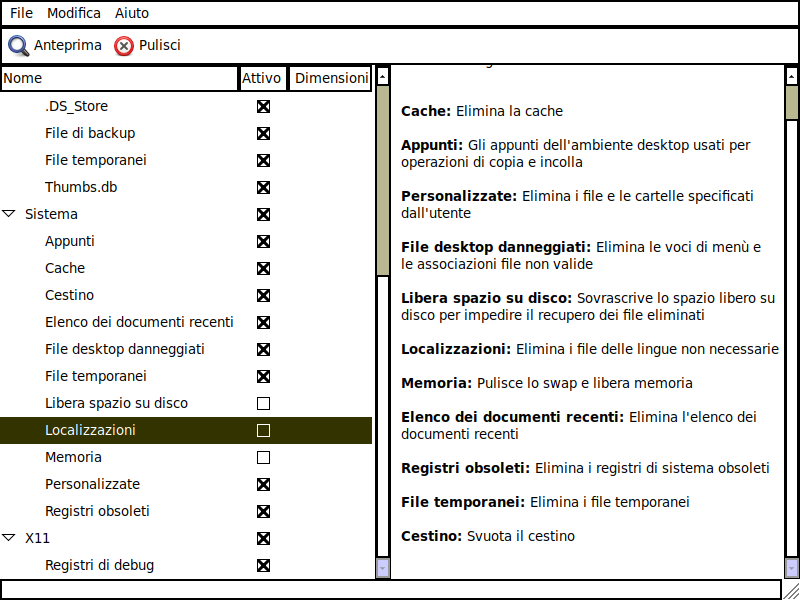 File Modifica Aiuto
Anteprima Pulisci
Nome Attivo Dimensioni
.DS_Store
File di backup
File temporanei
Thumbs.db
Sistema
Appunti
Cache
Cestino
Elenco dei documenti recenti
File desktop danneggiati
File temporanei
Libera spazio su disco
Localizzazioni
Memoria
Personalizzate
Registri obsoleti
X11
Registri di debug
Cache: Elimina la cache
Appunti: Gli appunti dell'ambiente desktop usati per
operazioni di copia e incolla
Personalizzate: Elimina i file e le cartelle specificati
dall'utente
File desktop danneggiati: Elimina le voci di menù e
le associazioni file non valide
Libera spazio su disco: Sovrascrive lo spazio libero su
disco per impedire il recupero dei file eliminati
Localizzazioni: Elimina i file delle lingue non necessarie
Memoria: Pulisce lo swap e libera memoria
Elenco dei documenti recenti: Elimina l'elenco dei
documenti recenti
Registri obsoleti: Elimina i registri di sistema obsoleti
File temporanei: Elimina i file temporanei
Cestino: Svuota il cestino